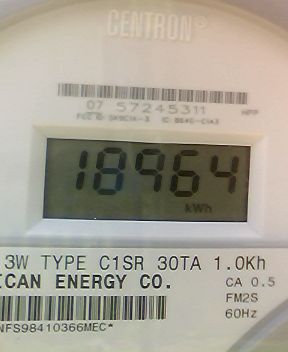 CENTRON®
07 57245311
18964
kWh
3W TYPE C1SR 30TA 1.0Kh
ICAN ENERGY CO.
CA 0.5
FM2S
60Hz
NFS98410366MEC*